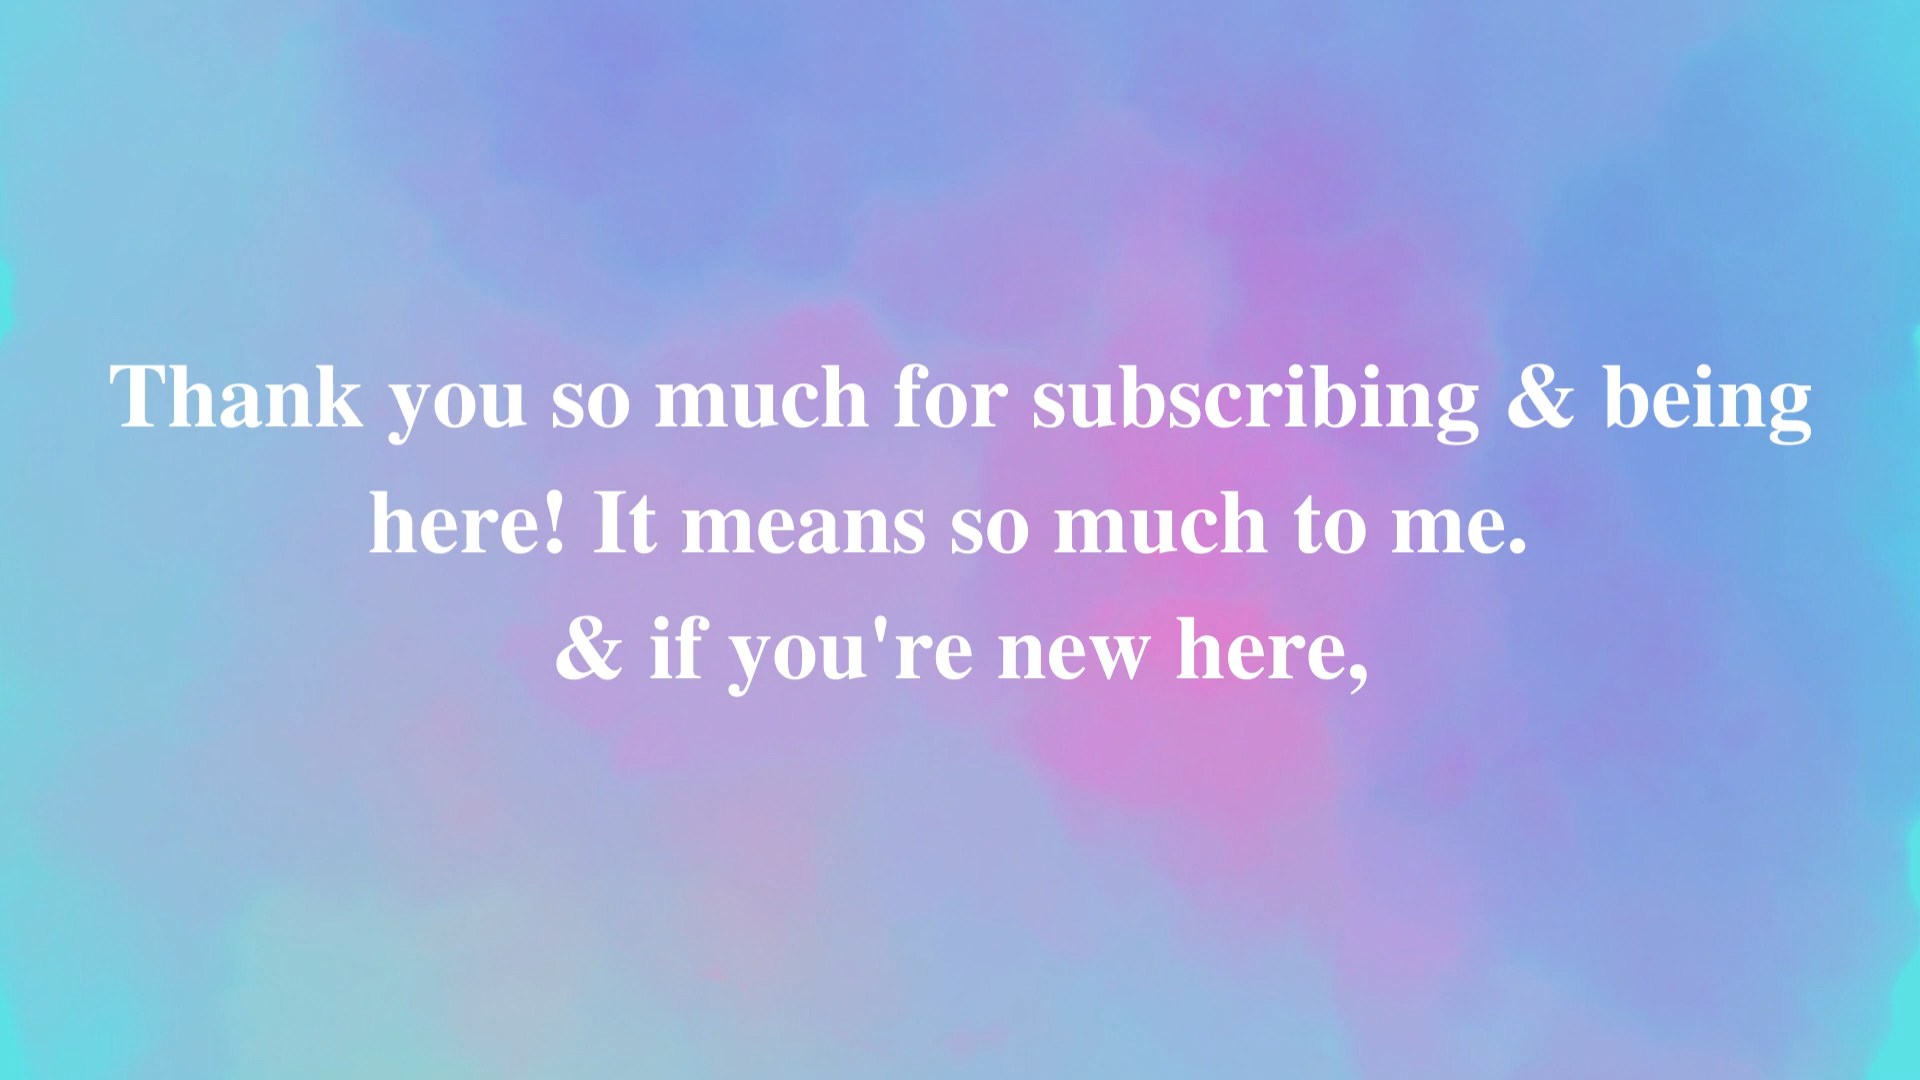 Thank you so much for subscribing & being
here! It means so much to me.
& if you're new here,